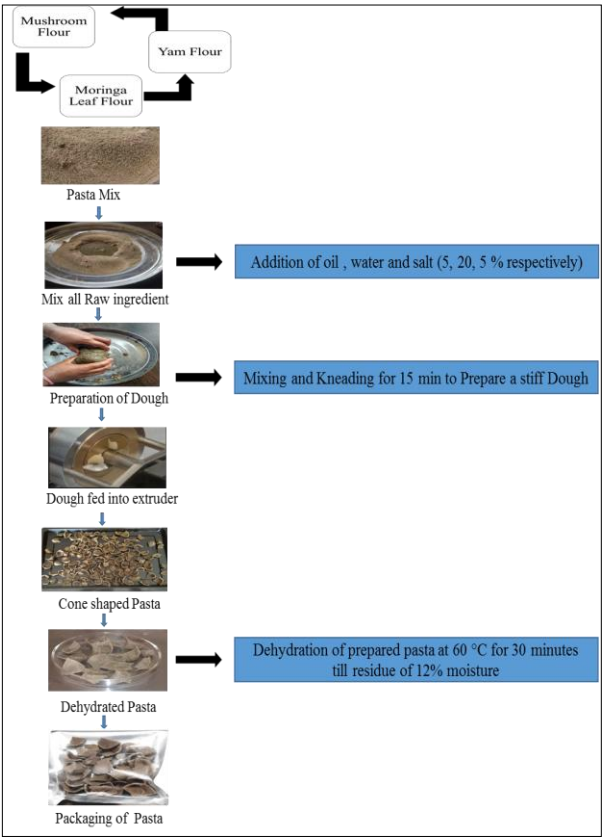 Mushroom
Flour
Yam Flour
Moringa
Leaf Flour
Pasta Mix
Addition of oil , water and salt (5, 20, 5 % respectively)
Mix all Raw ingredient
Mixing and Kneading for 15 min to Prepare a stiff Dough
Preparation of Dough
Dough fed into extruder
Cone shaped Pasta
Dehydration of prepared pasta at 60 °C for 30 minutes
till residue of 12% moisture
Dehydrated Pasta
Packaging of Pasta